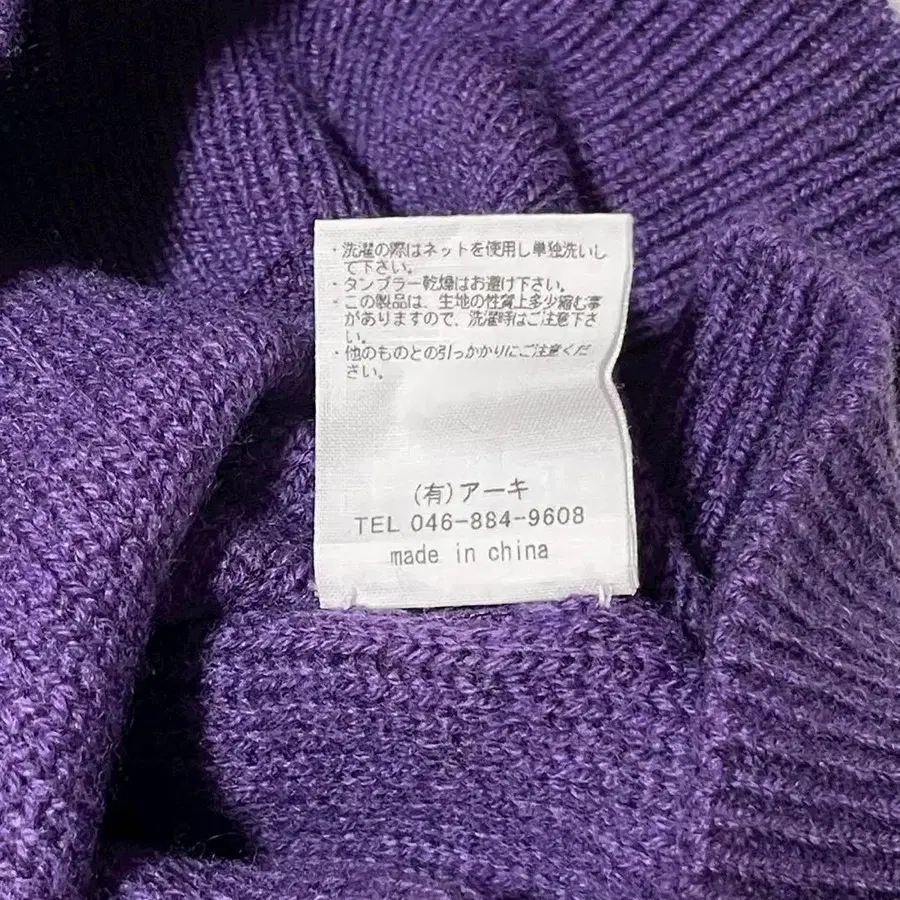 ・洗濯の際はネットを使用し単独洗いし
て下さい。
・タンブラー乾燥はお避け下さい。
・この製品は、生地の性質上多少縮む事
がありますので、洗濯時はご注意下さ
い。
・他のものとの引っかかりにご注意くだ
さい。
(有)アーキ
TEL 046-884-9608
made in china